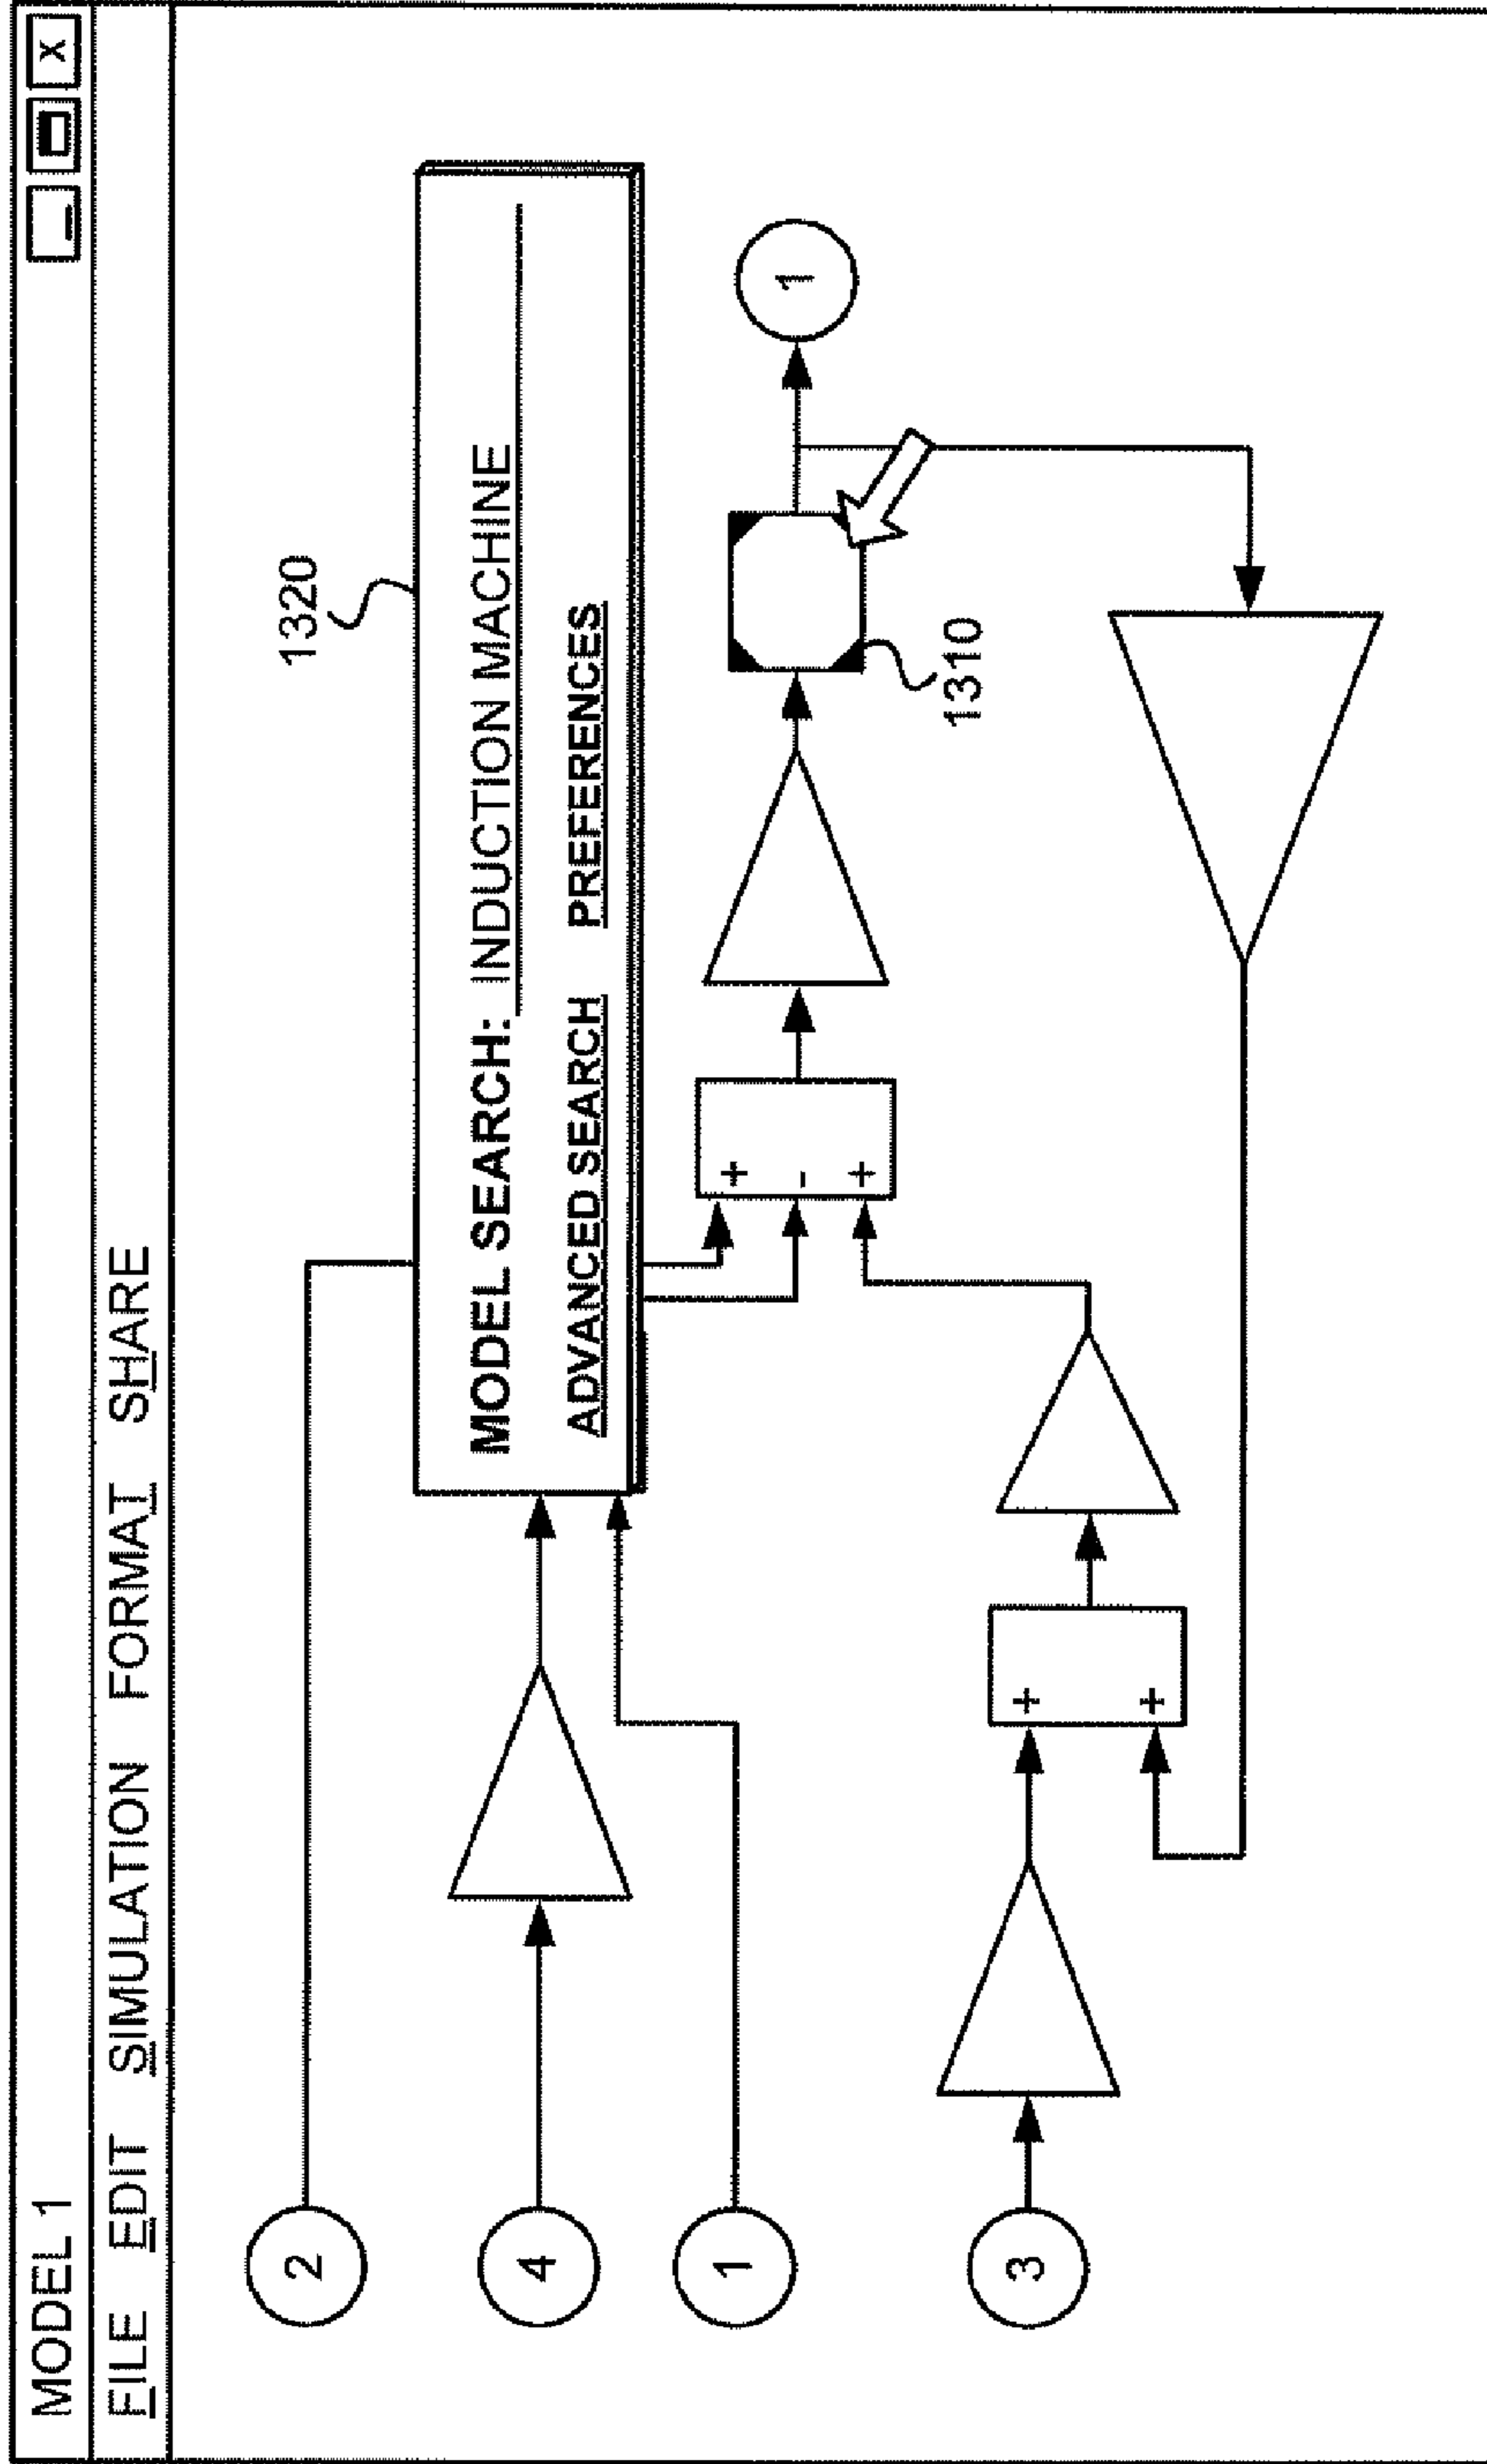 MODEL 1
X
FILE EDIT SIMULATION FORMAT SHARE
2
1320
MODEL SEARCH: INDUCTION MACHINE
ADVANCED SEARCH PREFERENCES
4
1
+
-
+
1
1310
3
+
+